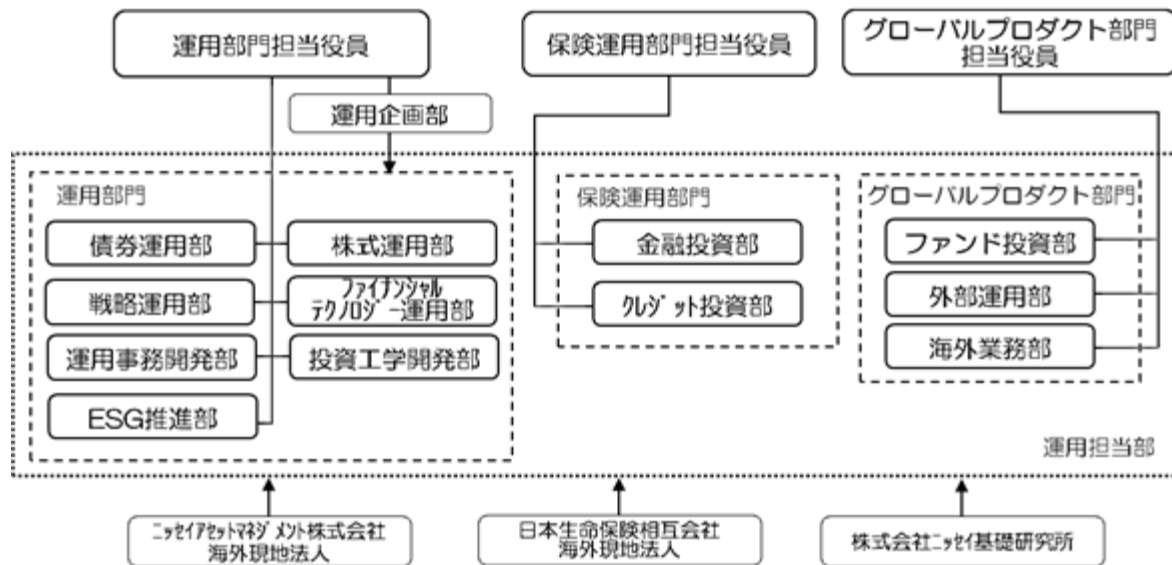 運用部門担当役員
保険運用部門担当役員
グローバルプロダクト部門
担当役員
運用企画部
運用部門
債券運用部
株式運用部
戦略運用部
ファイナンシャル
テクノロジー運用部
運用事務開発部
投資工学開発部
ESG推進部
保険運用部門
金融投資部
クレジット投資部
グローバルプロダクト部門
ファンド投資部
外部運用部
海外業務部
運用担当部
ニッセイアセットマネジメント株式会社
海外現地法人
日本生命保険相互会社
海外現地法人
株式会社ニッセイ基礎研究所